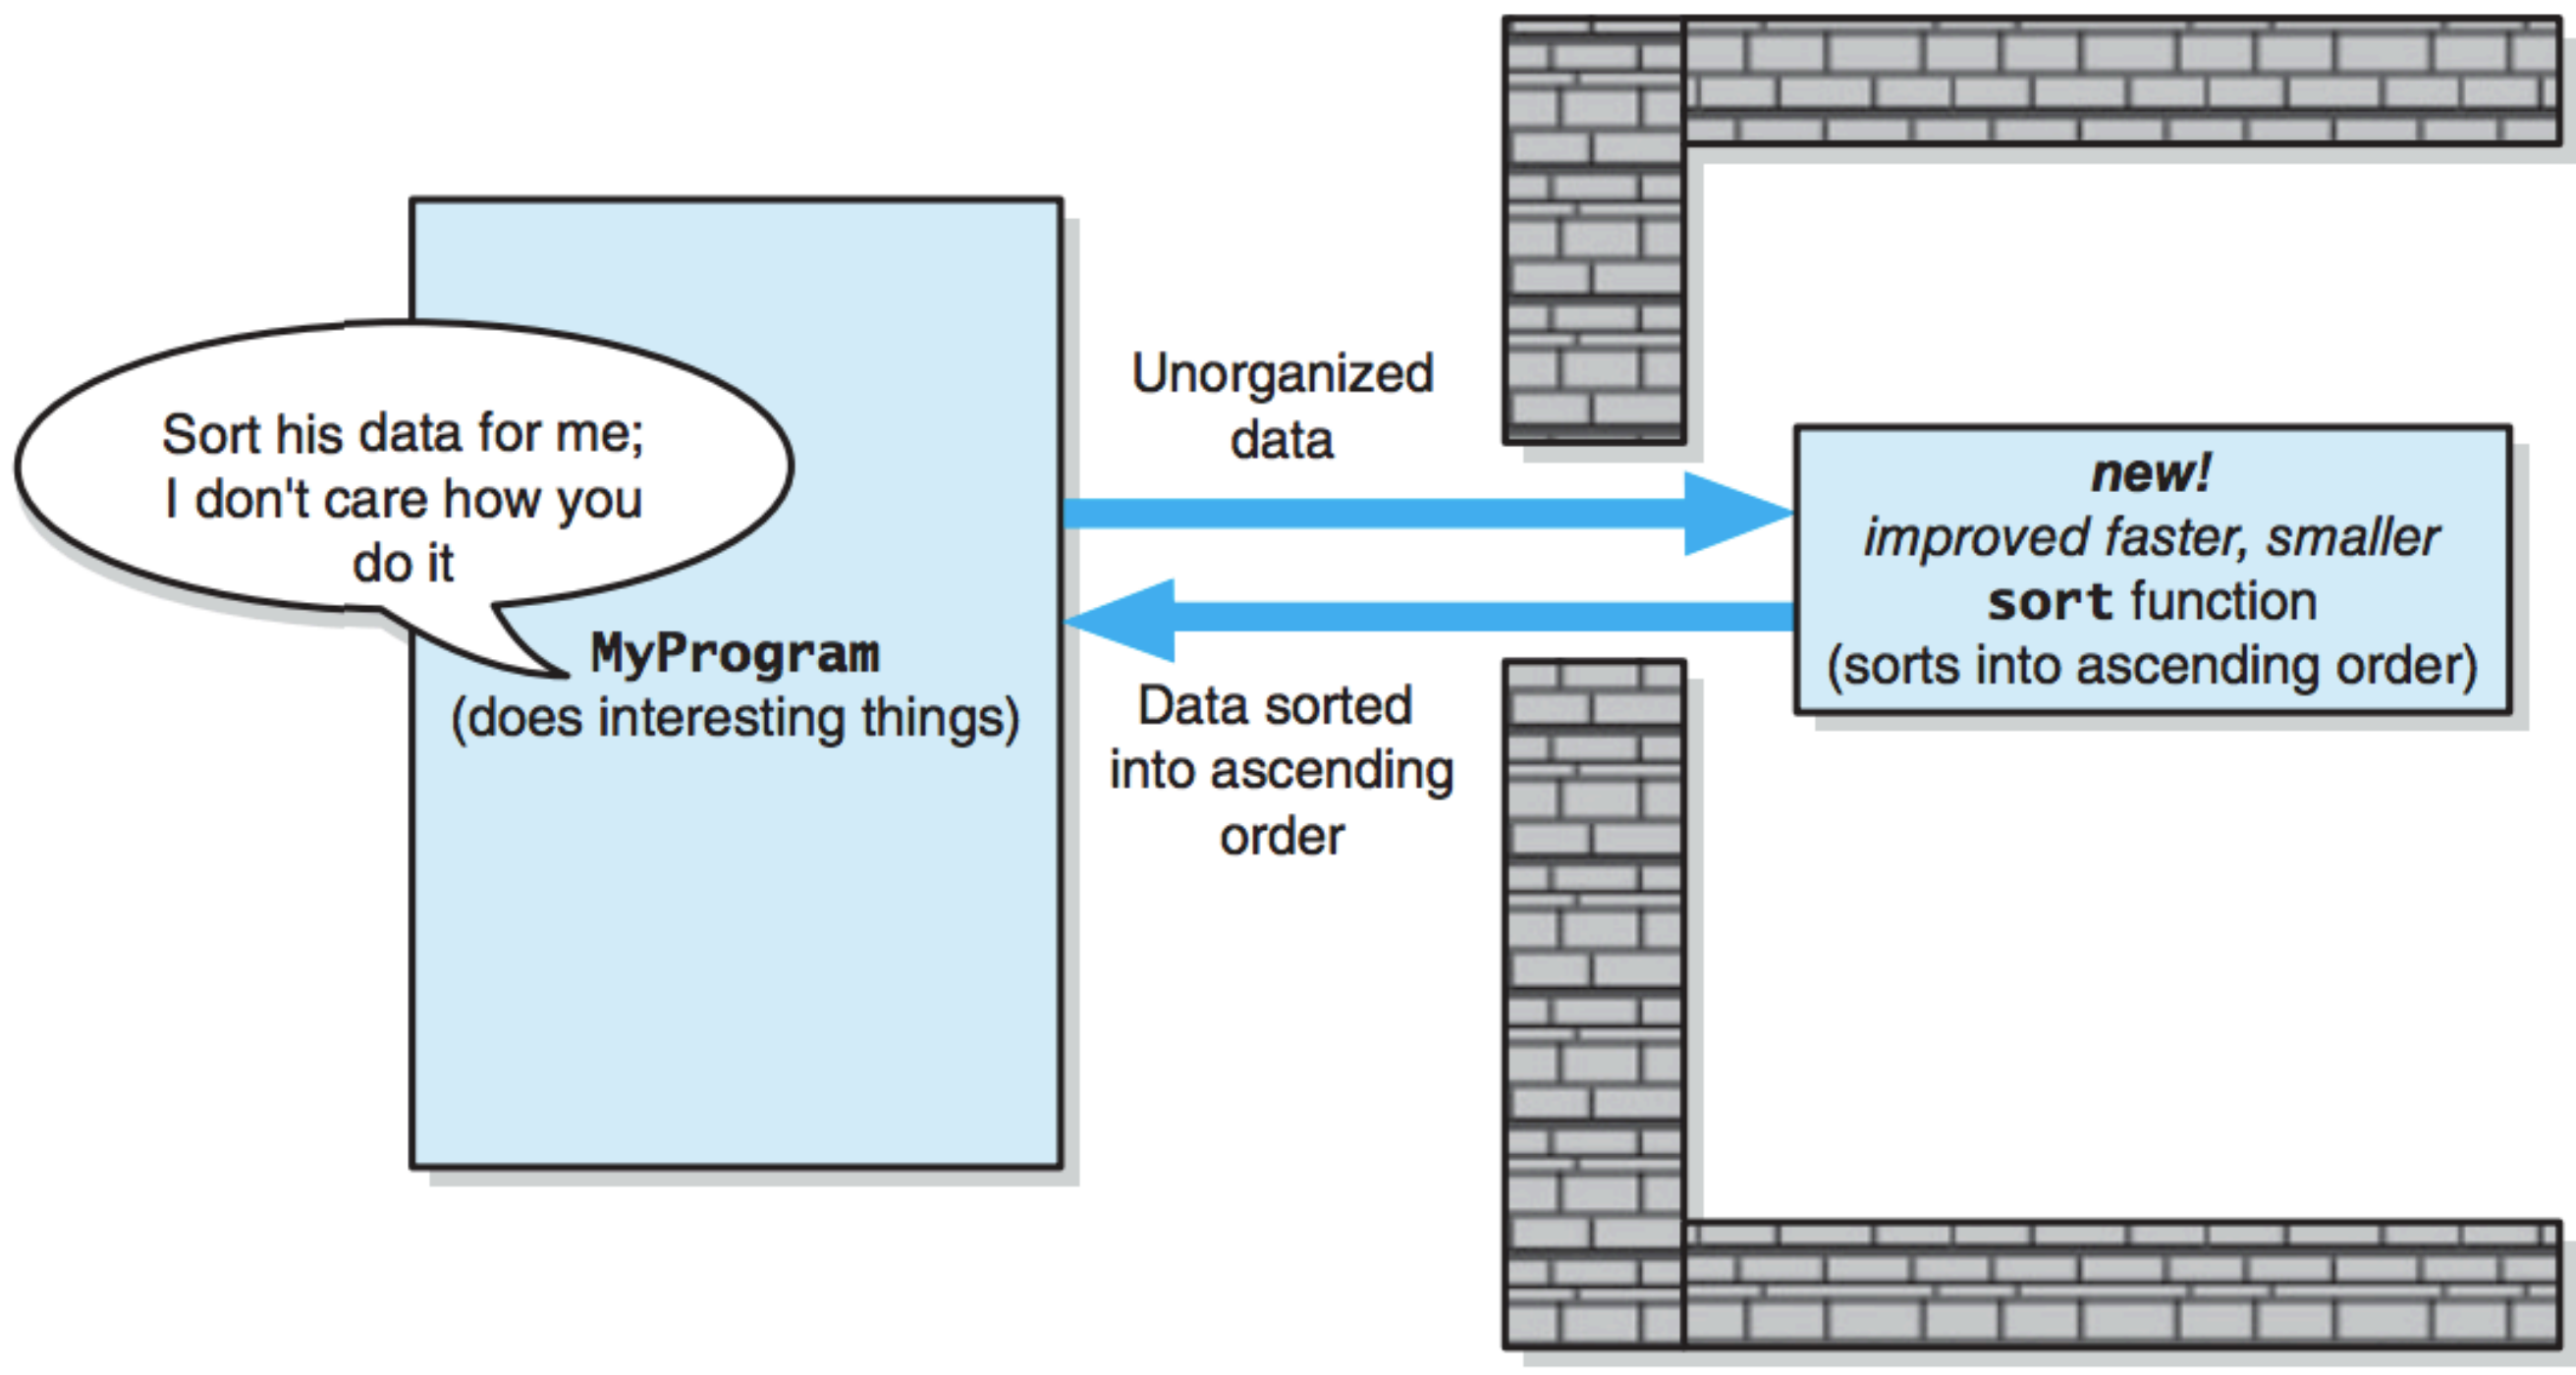 Sort his data for me;
I don't care how you
do it
MyProgram
(does interesting things)
Unorganized
data
Data sorted
into ascending
order
new!
improved faster, smaller
sort function
(sorts into ascending order)